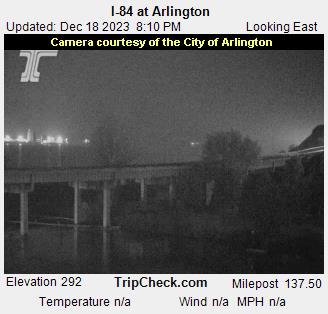 I-84 at Arlington
Updated: Dec 18 2023 8:10 PM Looking East
Camera courtesy of the City of Arlington
Elevation 292 TripCheck.com Milepost 137.50
Temperature n/a Wind n/a MPH n/a